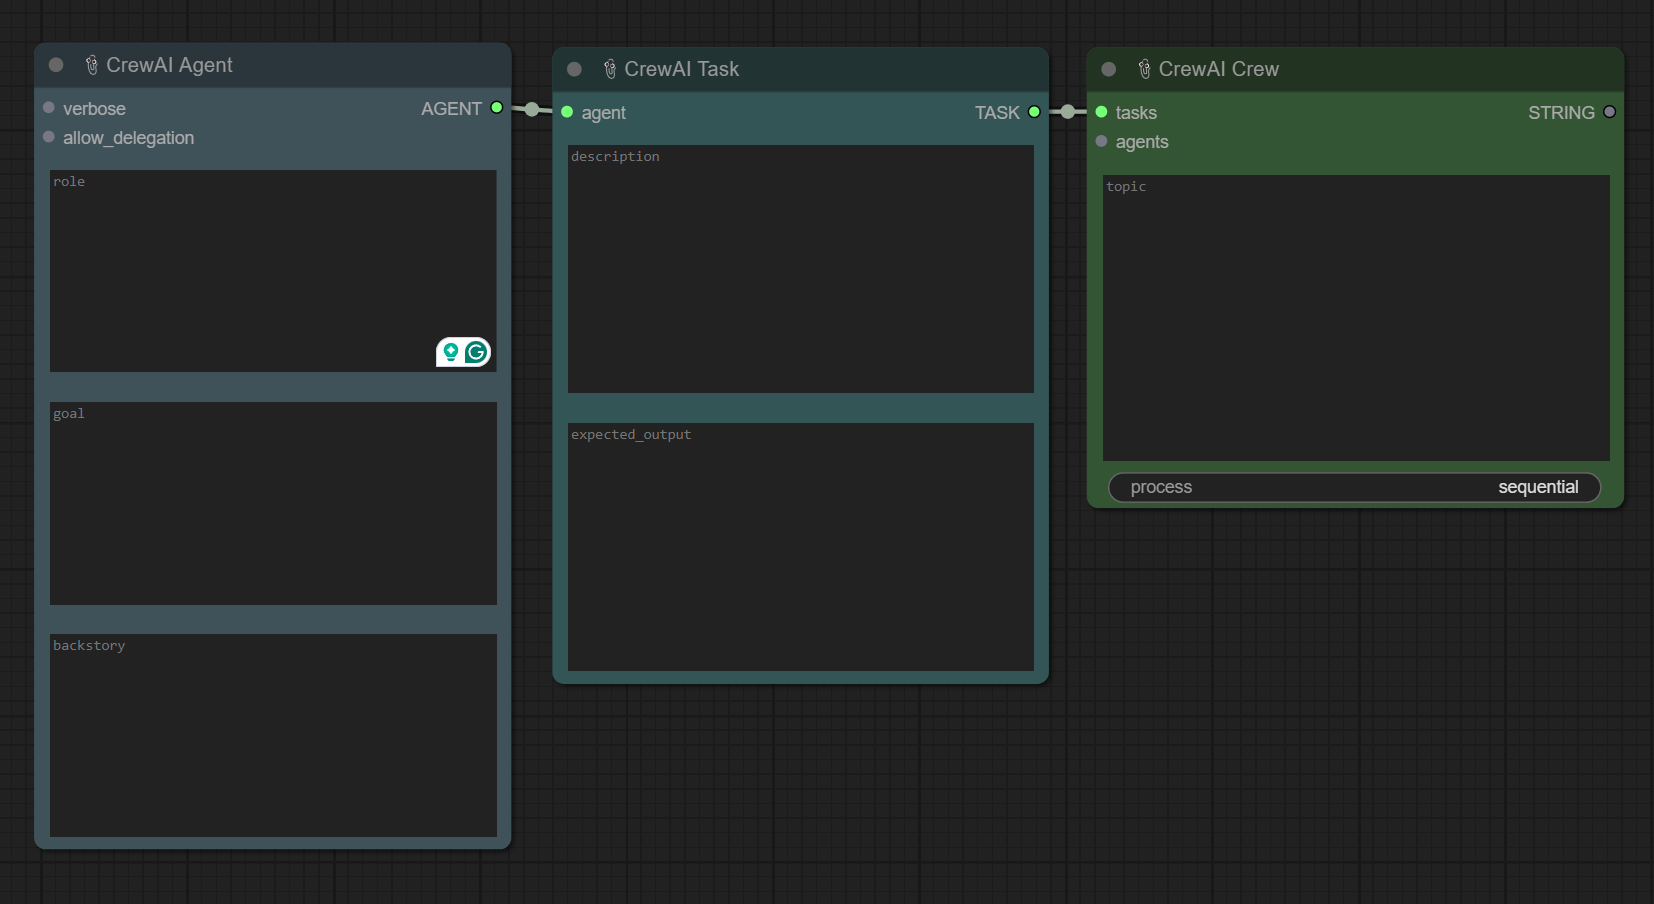 CrewAI Agent
verbose
AGENT
allow_delegation
role
goal
backstory
CrewAI Task
agent
TASK
description
expected_output
CrewAI Crew
tasks
STRING
agents
topic
process
sequential